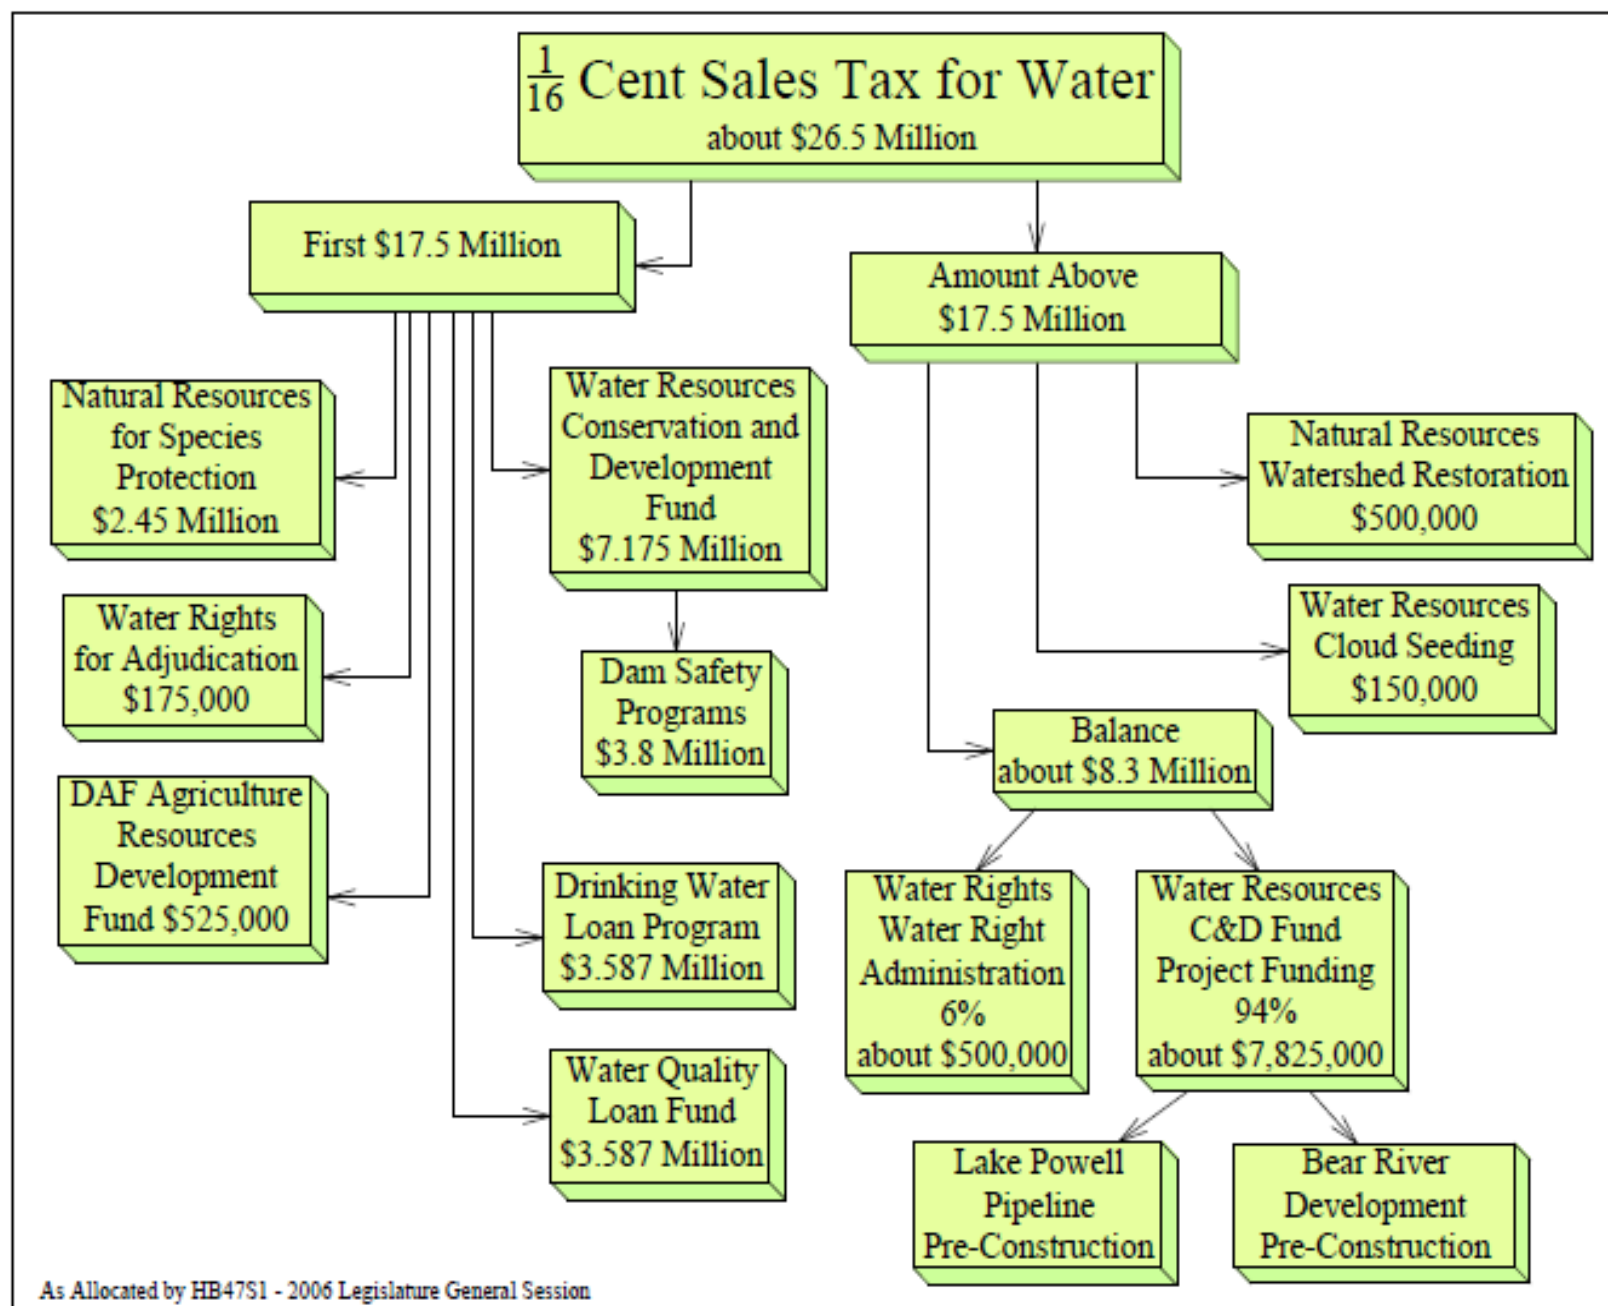 1/16 Cent Sales Tax for Water
about $26.5 Million
First $17.5 Million
Amount Above
$17.5 Million
Natural Resources
for Species
Protection
$2.45 Million
Water Resources
Conservation and
Development
Fund
$7.175 Million
Natural Resources
Watershed Restoration
$500,000
Water Rights
for Adjudication
$175,000
Dam Safety
Programs
$3.8 Million
Water Resources
Cloud Seeding
$150,000
Balance
about $8.3 Million
DAF Agriculture
Resources
Development
Fund $525,000
Drinking Water
Loan Program
$3.587 Million
Water Rights
Water Right
Administration
6%
about $500,000
Water Resources
C&D Fund
Project Funding
94%
about $7,825,000
Water Quality
Loan Fund
$3.587 Million
Lake Powell
Pipeline
Pre-Construction
Bear River
Development
Pre-Construction
As Allocated by HB47S1 - 2006 Legislature General Session